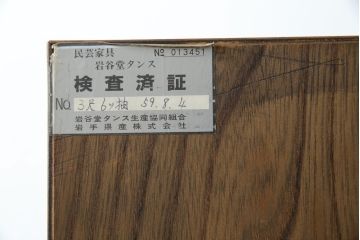 民芸家具 № 013451
岩谷堂タンス
検査済証
No. 3尺6ッ抽 59.8.4
岩谷堂タンス生産協同組合
岩手県産株式会社